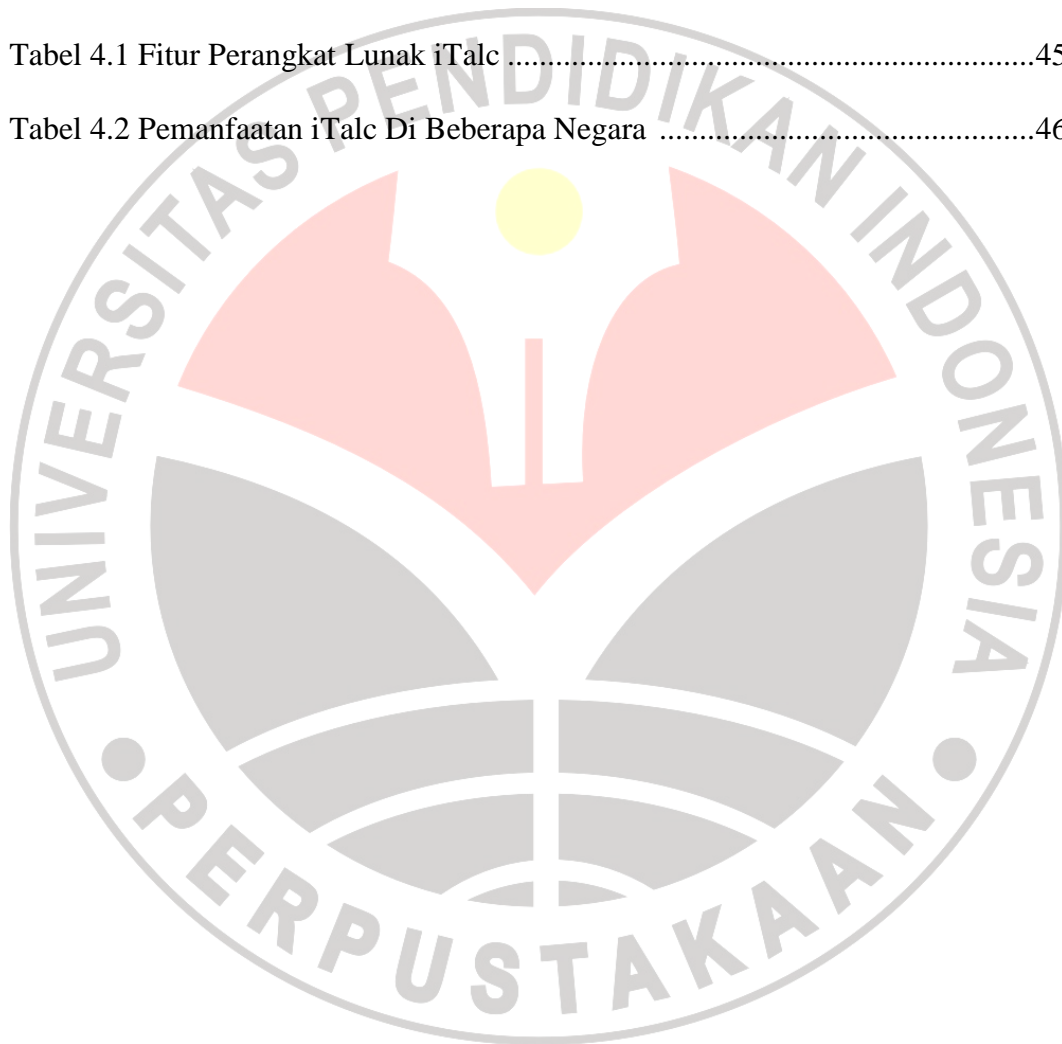 Tabel 4.1 Fitur Perangkat Lunak iTalc ..................................................................45
Tabel 4.2 Pemanfaatan iTalc Di Beberapa Negara ...............................................46
UNIVERSITAS PENDIDIKAN INDONESIA
PERPUSTAKAAN